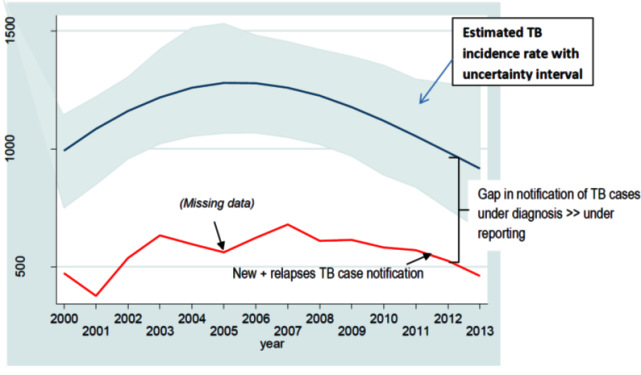 1500
1000
500
Estimated TB
incidence rate with
uncertainty interval
(Missing data)
New + relapses TB case notification
Gap in notification of TB cases
under diagnosis >> under
reporting
2000 2002 2004 2005 2006 2008 2010 2012
2001 2003 2005 2007 2009 2011 2013
year